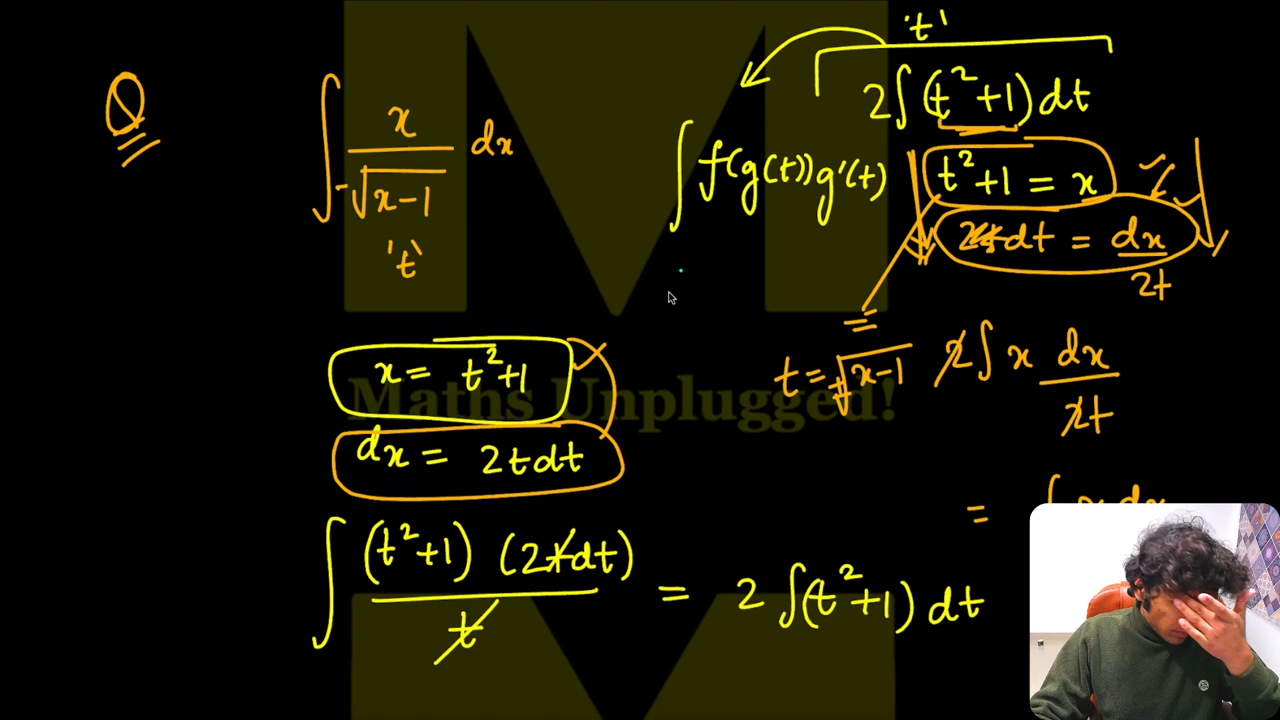 Q
∫ x / √(x-1) dx
't'
x = t²+1
dx = 2t dt
∫ (t²+1) (2t dt) / t = 2 ∫ (t²+1) dt
't'
2∫ (t²+1) dt
∫ f(g(t)) g'(t)
t²+1 = x
dt = dx / 2t
t = √(x-1)
2 ∫ x dx / 2t
=
Maths Unplugged!